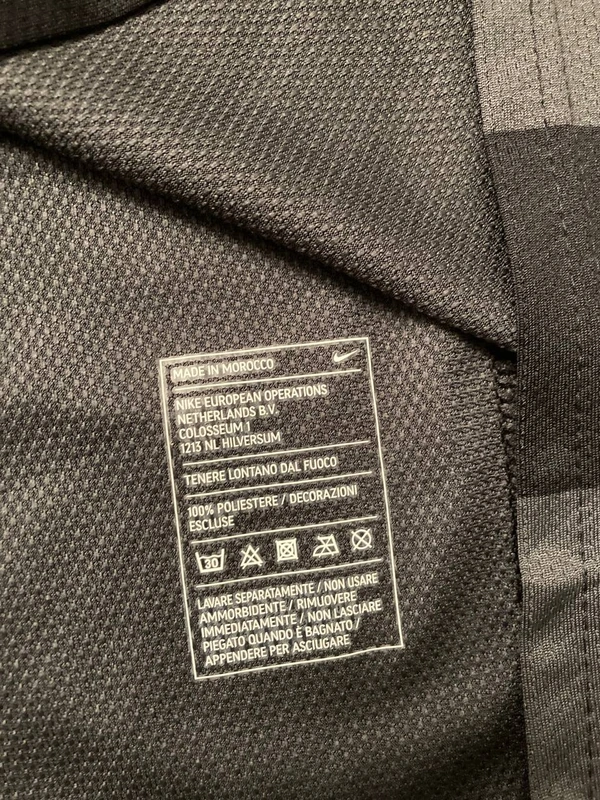 MADE IN MOROCCO
NIKE EUROPEAN OPERATIONS
NETHERLANDS B.V.
COLOSSEUM 1
1213 NL HILVERSUM
TENERE LONTANO DAL FUOCO
100% POLIESTERE / DECORAZIONI
ESCLUSE
30
LAVARE SEPARATAMENTE / NON USARE
AMMORBIDENTE / RIMUOVERE
IMMEDIATAMENTE / NON LASCIARE
PIEGATO QUANDO È BAGNATO /
APPENDERE PER ASCIUGARE